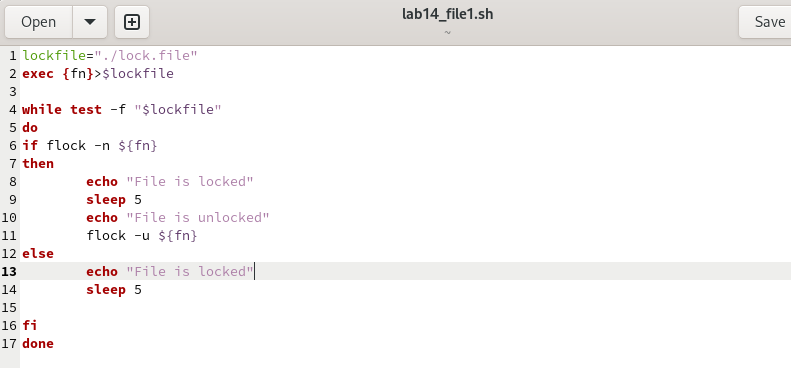 Open
lab14_file1.sh
~
Save
1 lockfile="./lock.file"
2 exec {fn}>$lockfile
3
4 while test -f "$lockfile"
5 do
6 if flock -n ${fn}
7 then
8         echo "File is locked"
9         sleep 5
10         echo "File is unlocked"
11         flock -u ${fn}
12 else
13         echo "File is locked"
14         sleep 5
15
16 fi
17 done